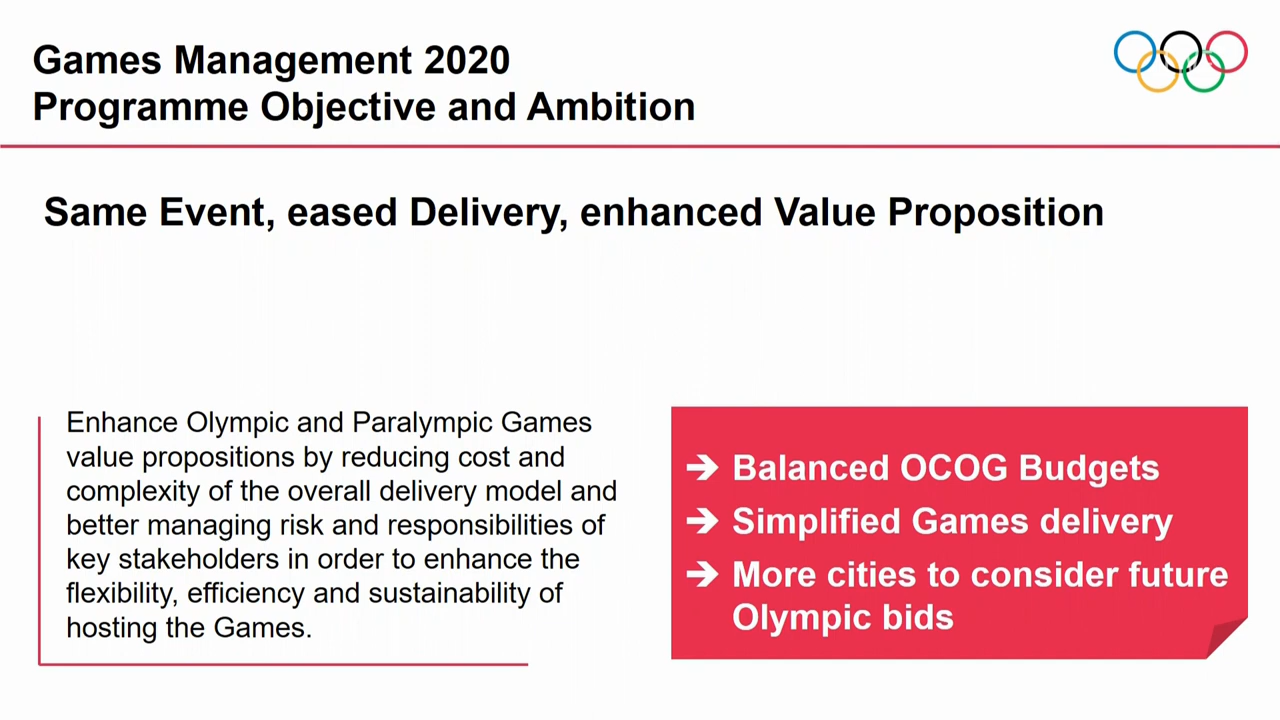 Games Management 2020
Programme Objective and Ambition
Same Event, eased Delivery, enhanced Value Proposition
Enhance Olympic and Paralympic Games
value propositions by reducing cost and
complexity of the overall delivery model and
better managing risk and responsibilities of
key stakeholders in order to enhance the
flexibility, efficiency and sustainability of
hosting the Games.
➔ Balanced OCOG Budgets
➔ Simplified Games delivery
➔ More cities to consider future
Olympic bids